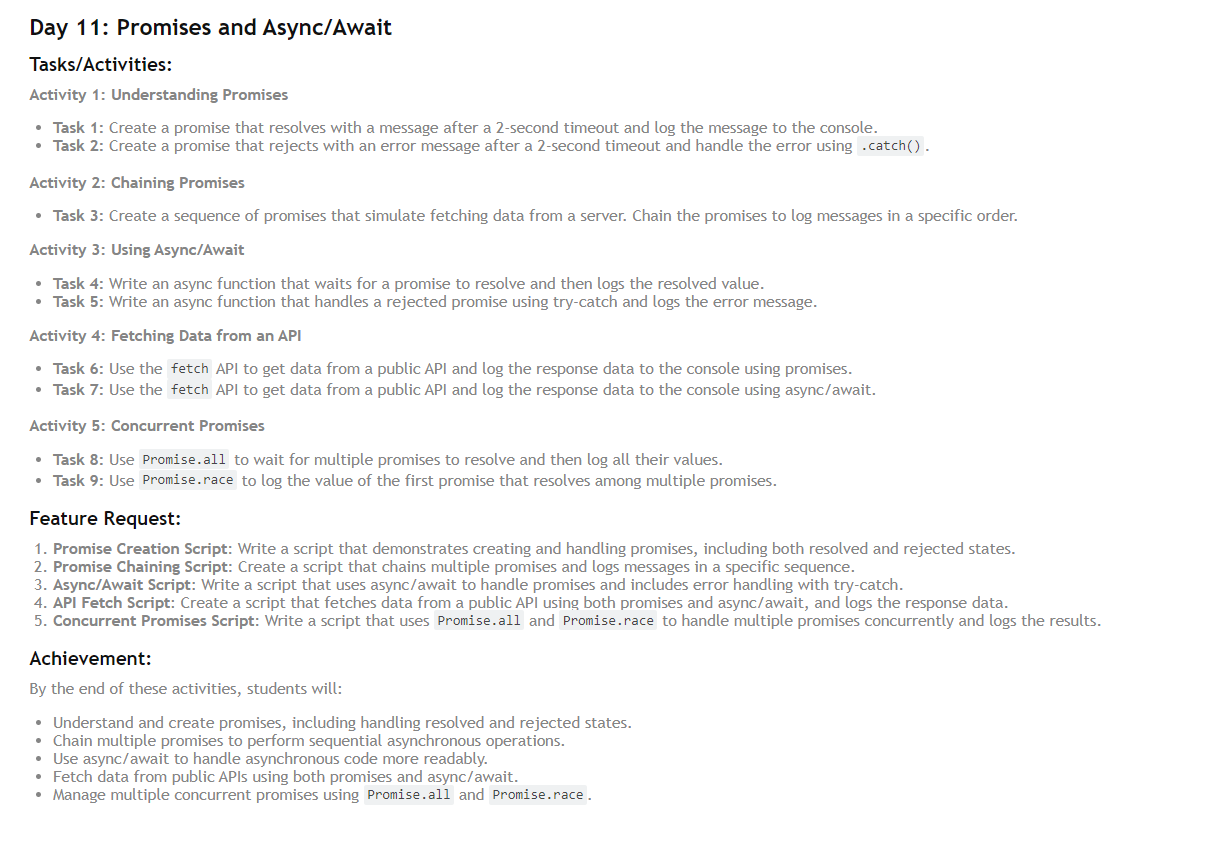 Day 11: Promises and Async/Await
Tasks/Activities:
Activity 1: Understanding Promises
• Task 1: Create a promise that resolves with a message after a 2-second timeout and log the message to the console.
• Task 2: Create a promise that rejects with an error message after a 2-second timeout and handle the error using .catch().
Activity 2: Chaining Promises
• Task 3: Create a sequence of promises that simulate fetching data from a server. Chain the promises to log messages in a specific order.
Activity 3: Using Async/Await
• Task 4: Write an async function that waits for a promise to resolve and then logs the resolved value.
• Task 5: Write an async function that handles a rejected promise using try-catch and logs the error message.
Activity 4: Fetching Data from an API
• Task 6: Use the fetch API to get data from a public API and log the response data to the console using promises.
• Task 7: Use the fetch API to get data from a public API and log the response data to the console using async/await.
Activity 5: Concurrent Promises
• Task 8: Use Promise.all to wait for multiple promises to resolve and then log all their values.
• Task 9: Use Promise.race to log the value of the first promise that resolves among multiple promises.
Feature Request:
1. Promise Creation Script: Write a script that demonstrates creating and handling promises, including both resolved and rejected states.
2. Promise Chaining Script: Create a script that chains multiple promises and logs messages in a specific sequence.
3. Async/Await Script: Write a script that uses async/await to handle promises and includes error handling with try-catch.
4. API Fetch Script: Create a script that fetches data from a public API using both promises and async/await, and logs the response data.
5. Concurrent Promises Script: Write a script that uses Promise.all and Promise.race to handle multiple promises concurrently and logs the results.
Achievement:
By the end of these activities, students will:
• Understand and create promises, including handling resolved and rejected states.
• Chain multiple promises to perform sequential asynchronous operations.
• Use async/await to handle asynchronous code more readably.
• Fetch data from public APIs using both promises and async/await.
• Manage multiple concurrent promises using Promise.all and Promise.race.